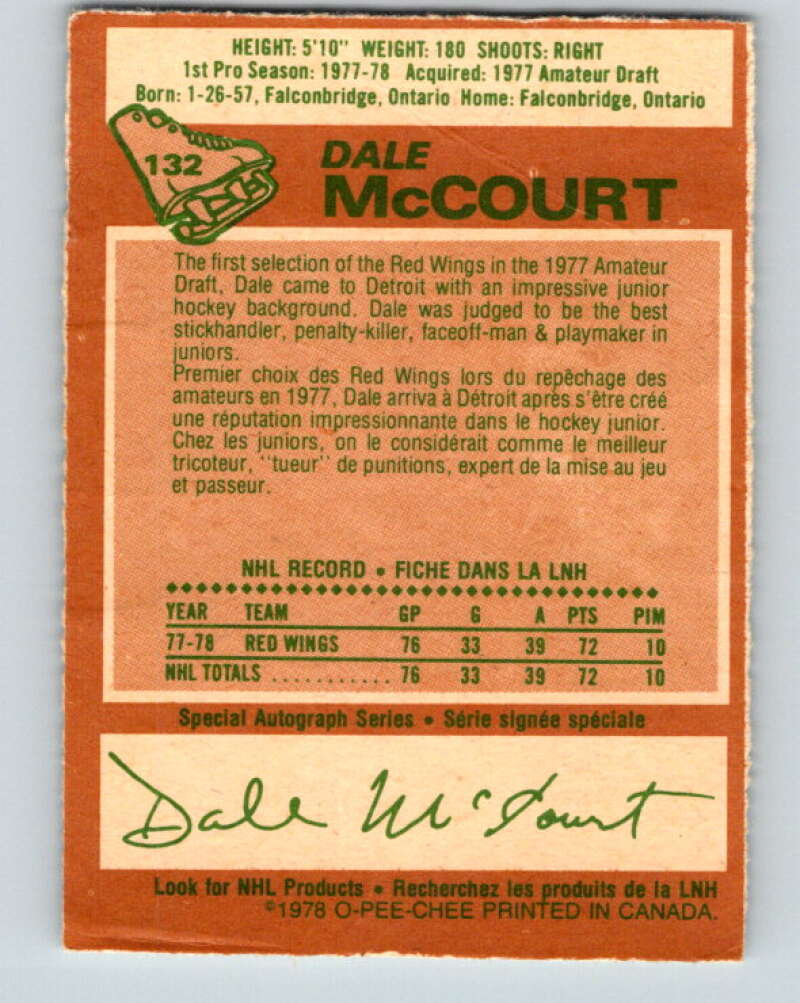 HEIGHT: 5'10" WEIGHT: 180 SHOOTS: RIGHT
1st Pro Season: 1977-78 Acquired: 1977 Amateur Draft
Born: 1-26-57, Falconbridge, Ontario Home: Falconbridge, Ontario
132
DALE
McCOURT
The first selection of the Red Wings in the 1977 Amateur
Draft, Dale came to Detroit with an impressive junior
hockey background. Dale was judged to be the best
stickhandler, penalty-killer, faceoff-man & playmaker in
juniors.
Premier choix des Red Wings lors du repêchage des
amateurs en 1977, Dale arriva à Détroit après s'être créé
une réputation impressionnante dans le hockey junior.
Chez les juniors, on le considérait comme le meilleur
tricoteur, "tueur" de punitions, expert de la mise au jeu
et passeur.
NHL RECORD • FICHE DANS LA LNH
YEAR TEAM GP G A PTS PIM
77-78 RED WINGS 76 33 39 72 10
NHL TOTALS ........... 76 33 39 72 10
Special Autograph Series • Série signée spéciale
Dale McCourt
Look for NHL Products • Recherchez les produits de la LNH
©1978 O-PEE-CHEE PRINTED IN CANADA.